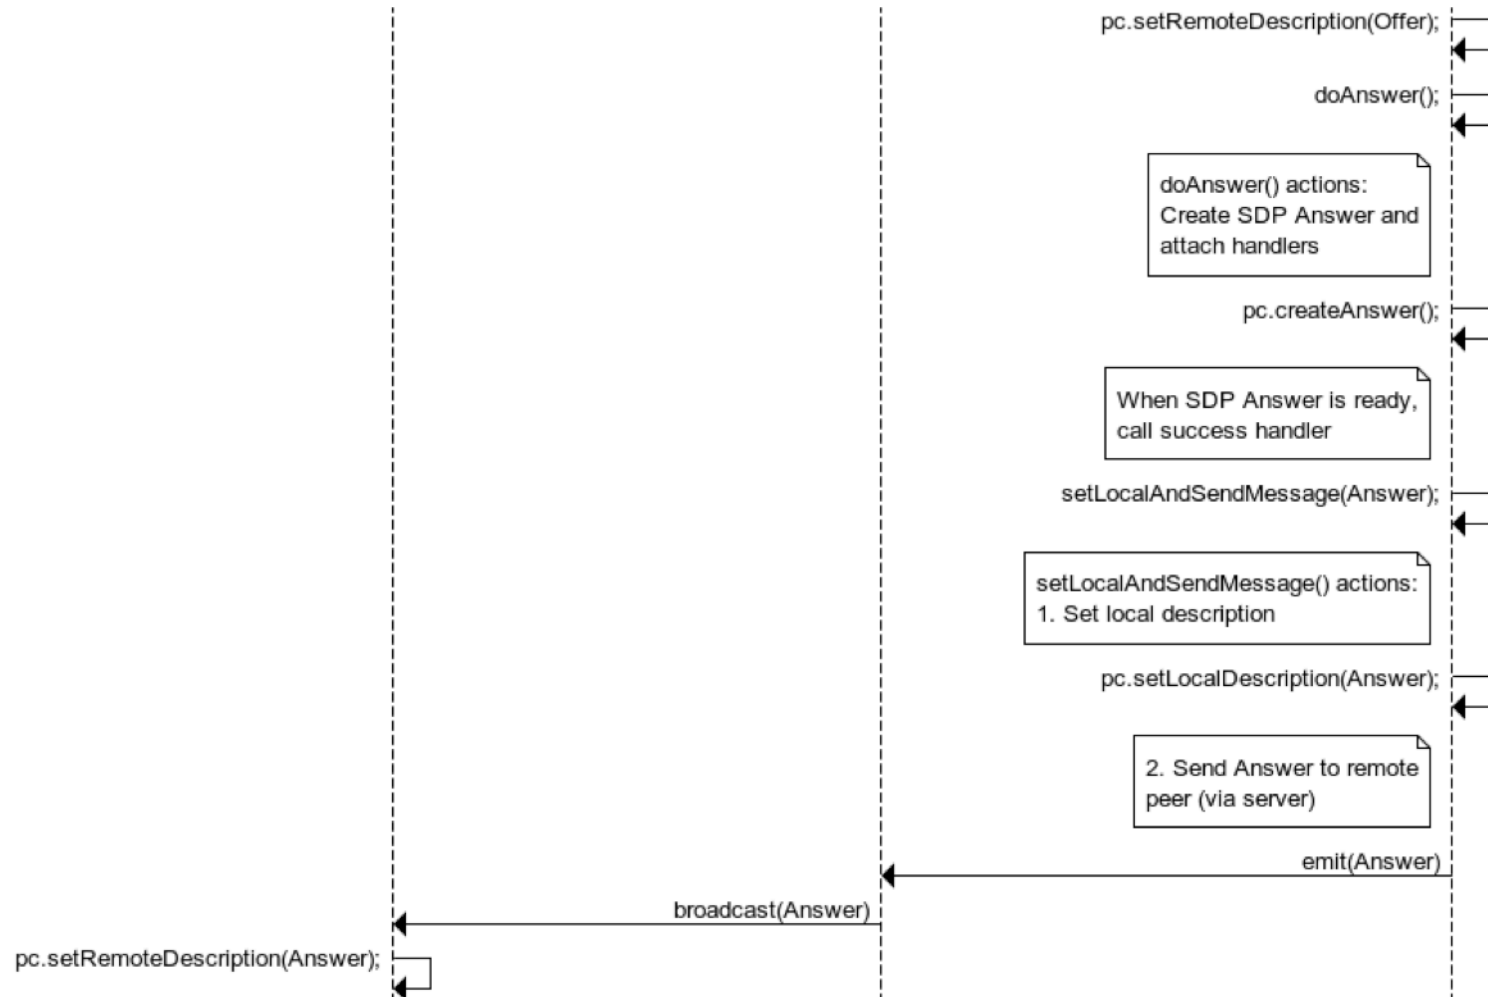 pc.setRemoteDescription(Offer);
doAnswer();
doAnswer() actions:
Create SDP Answer and
attach handlers
pc.createAnswer();
When SDP Answer is ready,
call success handler
setLocalAndSendMessage(Answer);
setLocalAndSendMessage() actions:
1. Set local description
pc.setLocalDescription(Answer);
2. Send Answer to remote
peer (via server)
emit(Answer)
broadcast(Answer)
pc.setRemoteDescription(Answer);